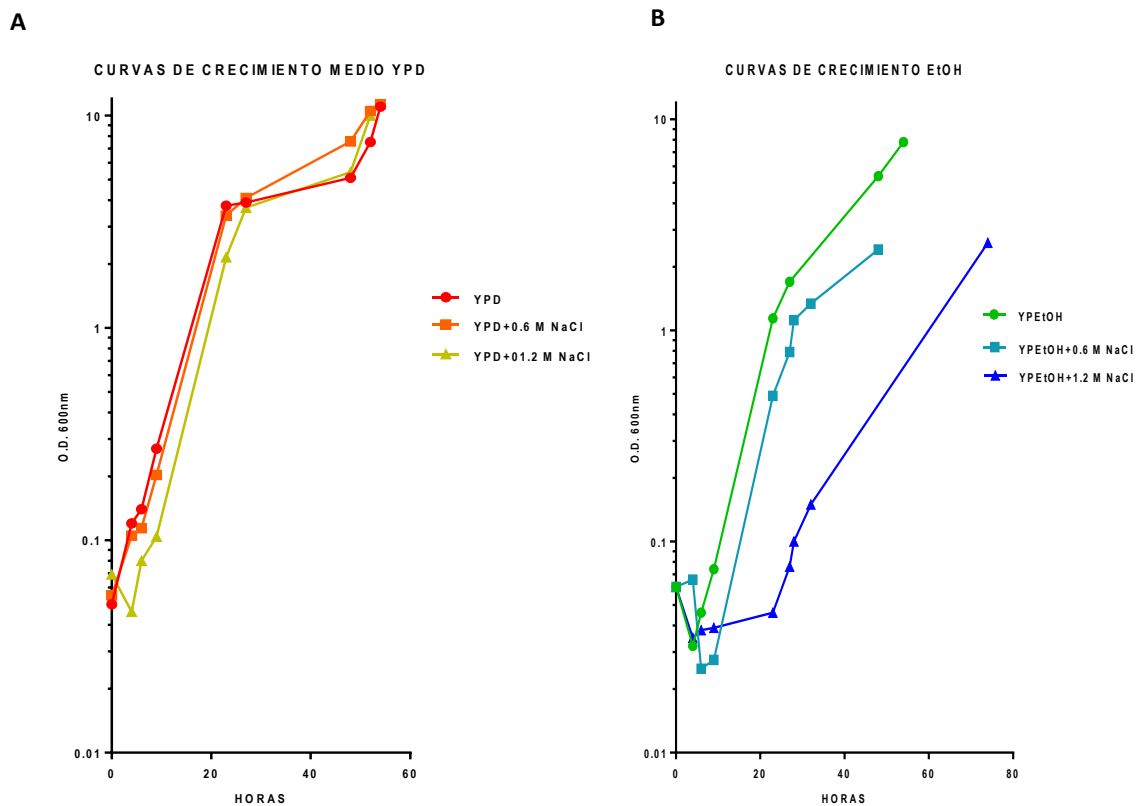 A
CURVAS DE CRECIMIENTO MEDIO YPD
10
1
0.1
0.01
O.D. 600nm
0
20
40
60
HORAS
YPD
YPD+0.6 M NaCl
YPD+01.2 M NaCl
B
CURVAS DE CRECIMIENTO EtOH
10
1
0.1
0.01
O.D. 600nm
0
20
40
60
80
HORAS
YPEtOH
YPEtOH+0.6 M NaCl
YPEtOH+1.2 M NaCl